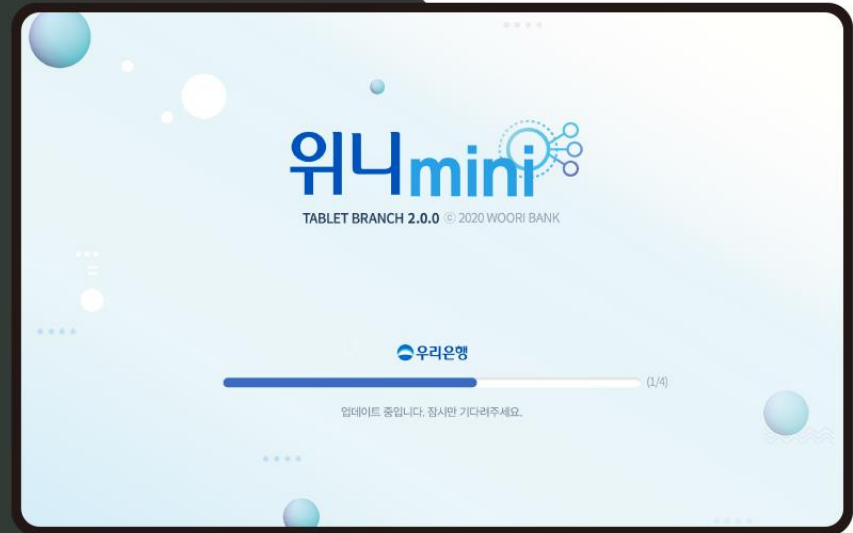 위니mini
TABLET BRANCH 2.0.0 ⓒ 2020 WOORI BANK
우리은행
(1/4)
업데이트 중입니다. 잠시만 기다려주세요.